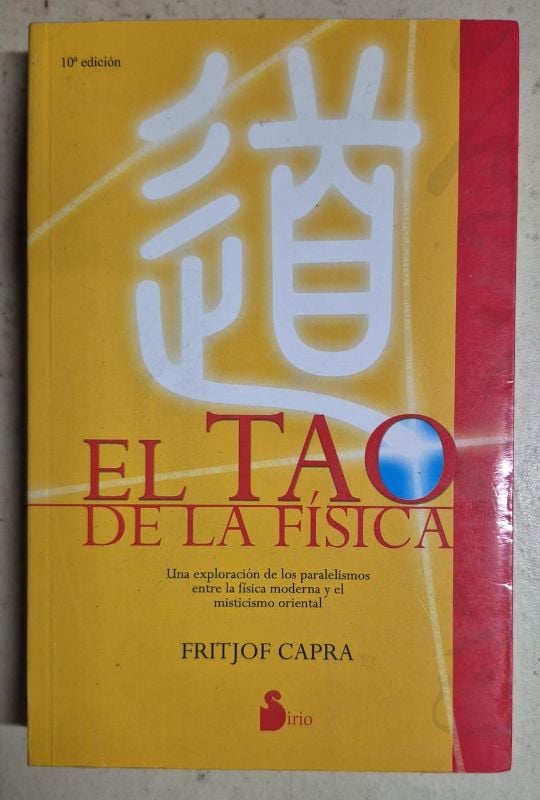 10ª edición
道
EL TAO
DE LA FÍSICA
Una exploración de los paralelismos
entre la física moderna y el
misticismo oriental
FRITJOF CAPRA
Sirio